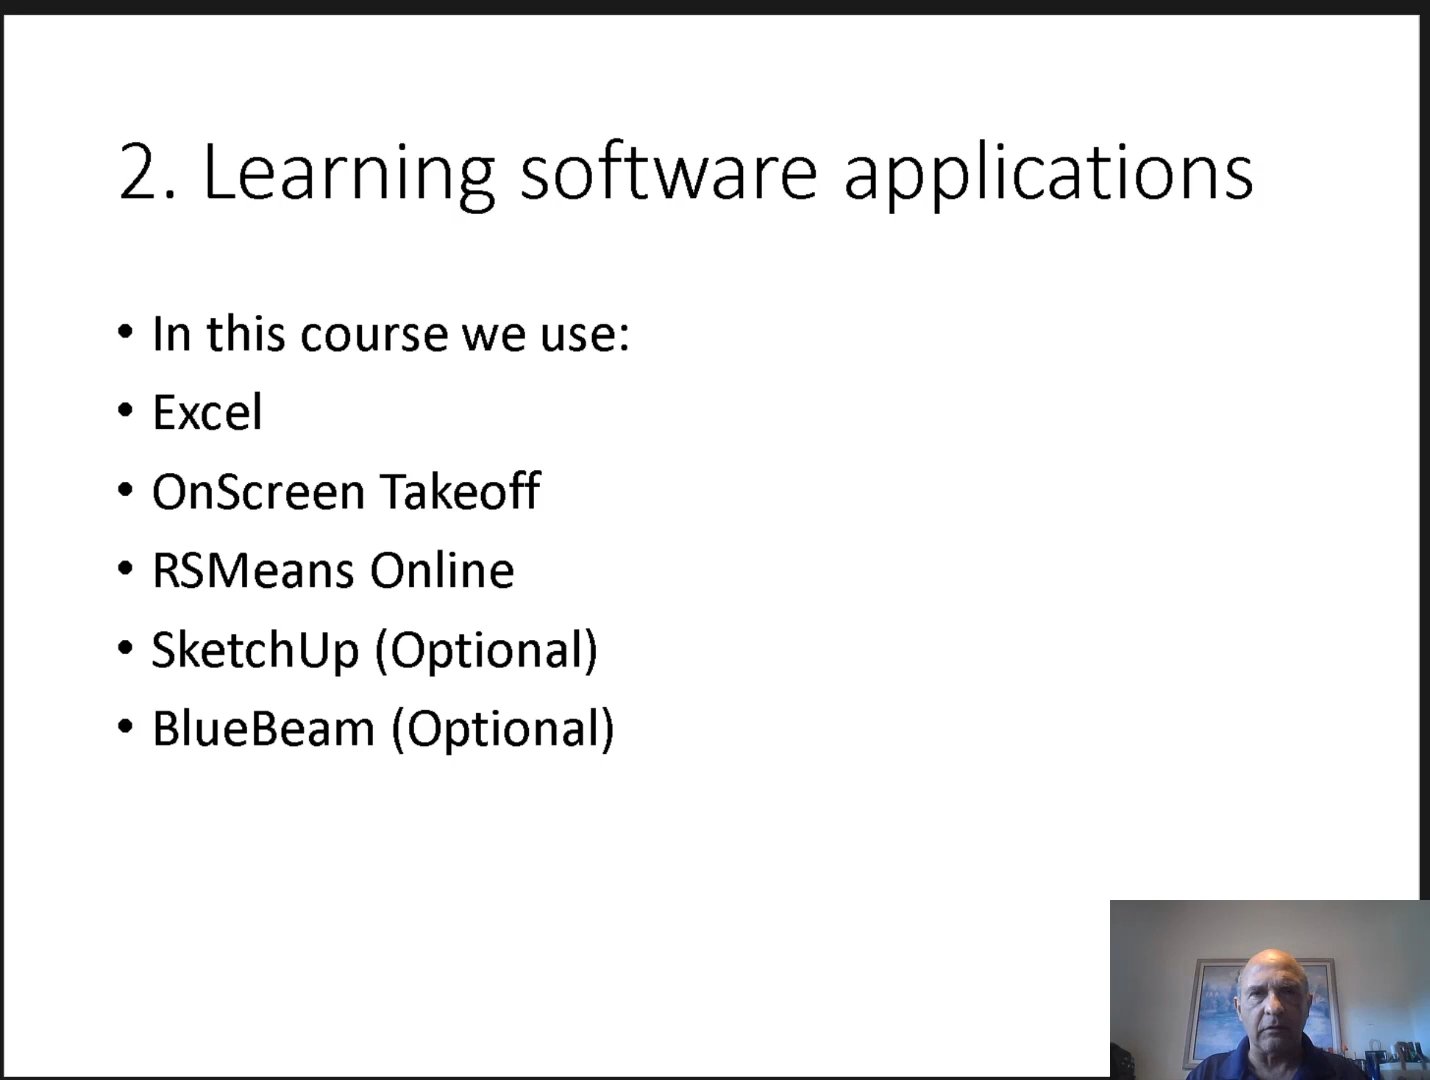 2. Learning software applications
• In this course we use:
• Excel
• OnScreen Takeoff
• RSMeans Online
• SketchUp (Optional)
• BlueBeam (Optional)